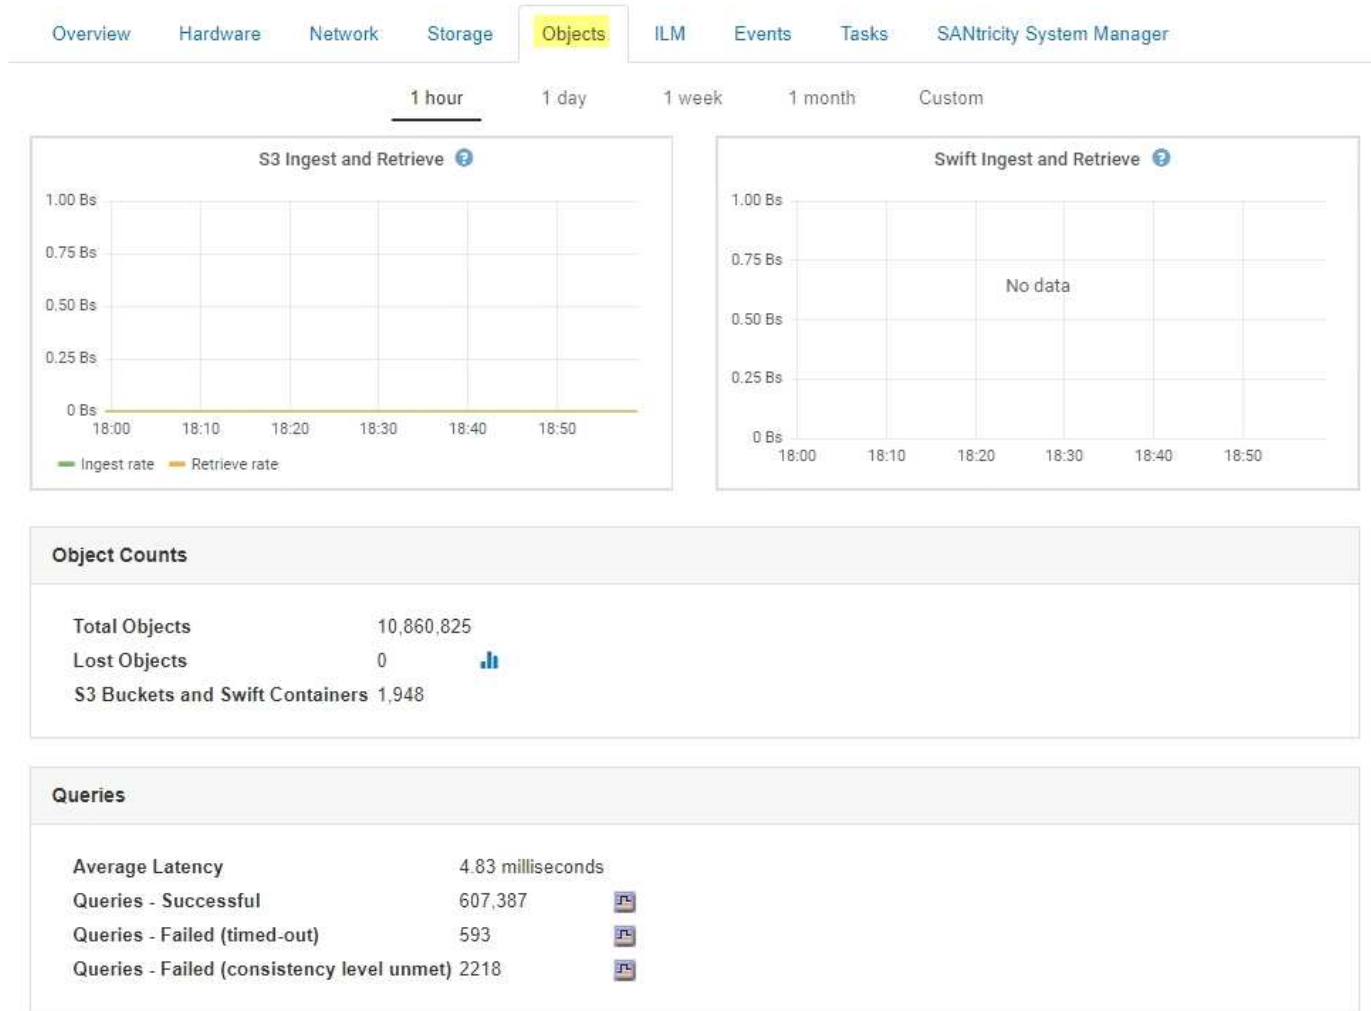 Overview Hardware Network Storage Objects ILM Events Tasks SANtricity System Manager
1 hour 1 day 1 week 1 month Custom
S3 Ingest and Retrieve ?
1.00 Bs
0.75 Bs
0.50 Bs
0.25 Bs
0 Bs
18:00 18:10 18:20 18:30 18:40 18:50
Ingest rate Retrieve rate
Swift Ingest and Retrieve ?
1.00 Bs
0.75 Bs
No data
0.50 Bs
0.25 Bs
0 Bs
18:00 18:10 18:20 18:30 18:40 18:50
Object Counts
Total Objects 10,860,825
Lost Objects 0
S3 Buckets and Swift Containers 1,948
Queries
Average Latency 4.83 milliseconds
Queries - Successful 607,387
Queries - Failed (timed-out) 593
Queries - Failed (consistency level unmet) 2218